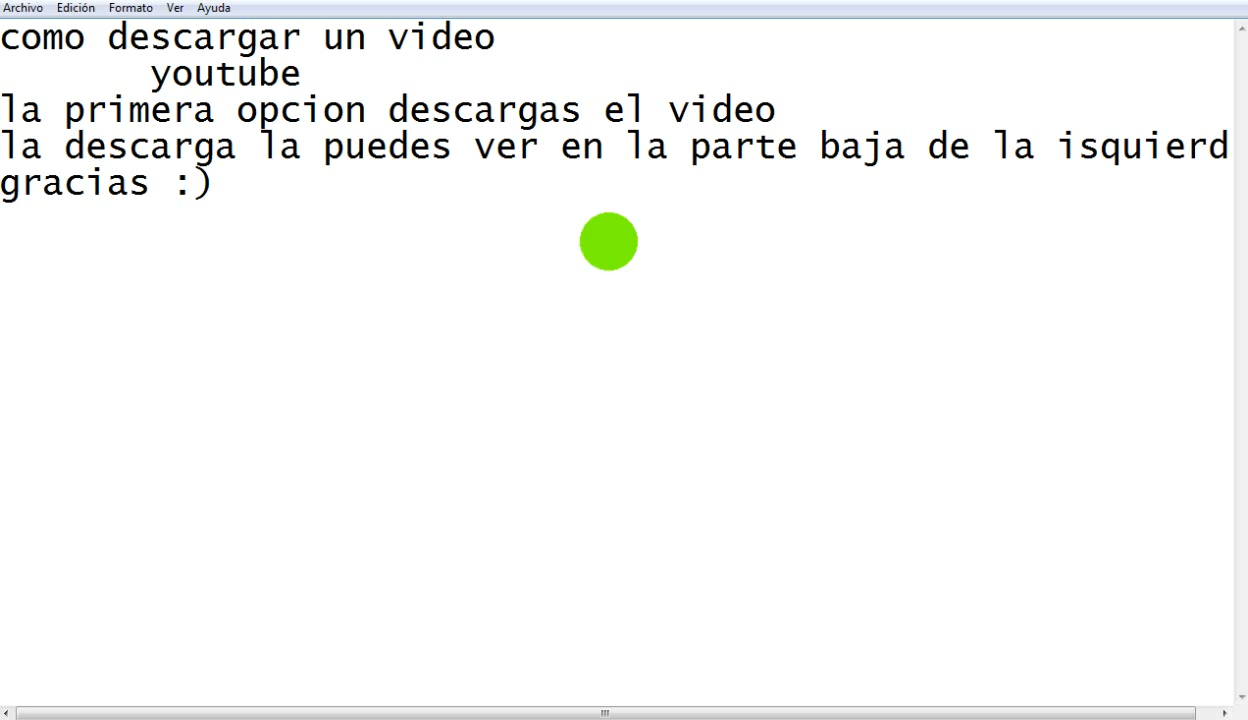 Archivo Edición Formato Ver Ayuda
como descargar un video
youtube
la primera opcion descargas el video
la descarga la puedes ver en la parte baja de la isquierd
gracias :)